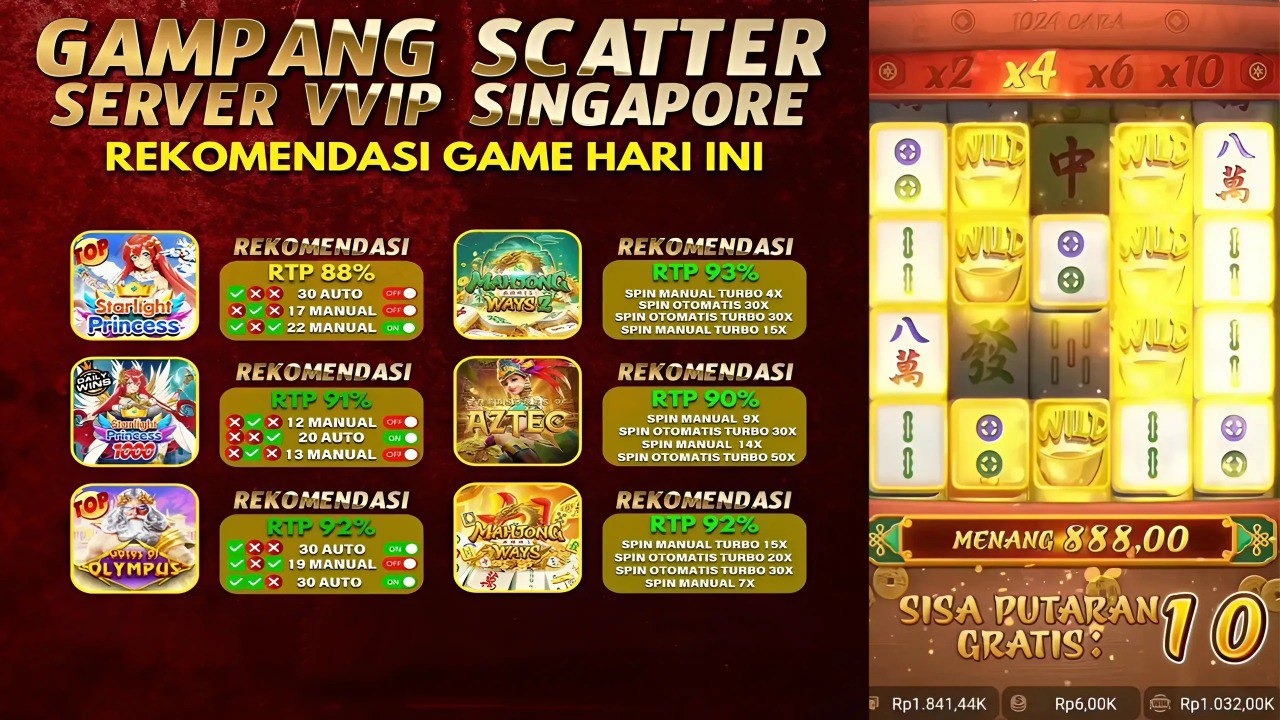 GAMPANG SCATTER
SERVER VVIP SINGAPORE
REKOMENDASI GAME HARI INI
TOP
Starlight
Princess
REKOMENDASI
RTP 88%
30 AUTO OFF
17 MANUAL OFF
22 MANUAL ON
DAILY
WINS
Starlight
Princess
1000
REKOMENDASI
RTP 91%
12 MANUAL OFF
20 AUTO ON
13 MANUAL OFF
TOP
GATES OF
OLYMPUS
REKOMENDASI
RTP 92%
30 AUTO ON
19 MANUAL OFF
30 AUTO ON
MAHJONG
WAYS 2
REKOMENDASI
RTP 93%
SPIN MANUAL TURBO 4X
SPIN OTOMATIS 30X
SPIN OTOMATIS TURBO 30X
SPIN MANUAL TURBO 15X
AZTEC
REKOMENDASI
RTP 90%
SPIN MANUAL 9X
SPIN OTOMATIS TURBO 30X
SPIN MANUAL 14X
SPIN OTOMATIS TURBO 50X
MAHJONG
WAYS
REKOMENDASI
RTP 92%
SPIN MANUAL TURBO 15X
SPIN OTOMATIS TURBO 20X
SPIN OTOMATIS TURBO 30X
SPIN MANUAL 7X
1024 CARA
x2 x4 x6 x10
WILD 中 WILD 八萬
WILD WILD
八萬 發 WILD
WILD
MENANG 888,00
SISA PUTARAN
GRATIS: 10
Rp1.841,44K Rp6,00K Rp1.032,00K